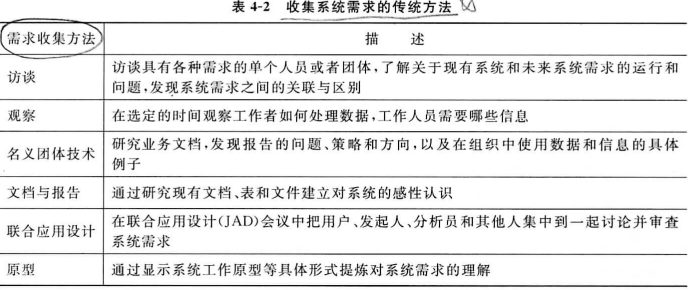 表 4-2 收集系统需求的传统方法
需求收集方法 描 述
访谈 访谈具有各种需求的单个人员或者团体,了解关于现有系统和未来系统需求的运行和
问题,发现系统需求之间的关联与区别
观察 在选定的时间观察工作者如何处理数据,工作人员需要哪些信息
名义团体技术 研究业务文档,发现报告的问题、策略和方向,以及在组织中使用数据和信息的具体
例子
文档与报告 通过研究现有文档、表和文件建立对系统的感性认识
联合应用设计 在联合应用设计(JAD)会议中把用户、发起人、分析员和其他人集中到一起讨论并审查
系统需求
原型 通过显示系统工作原型等具体形式提炼对系统需求的理解